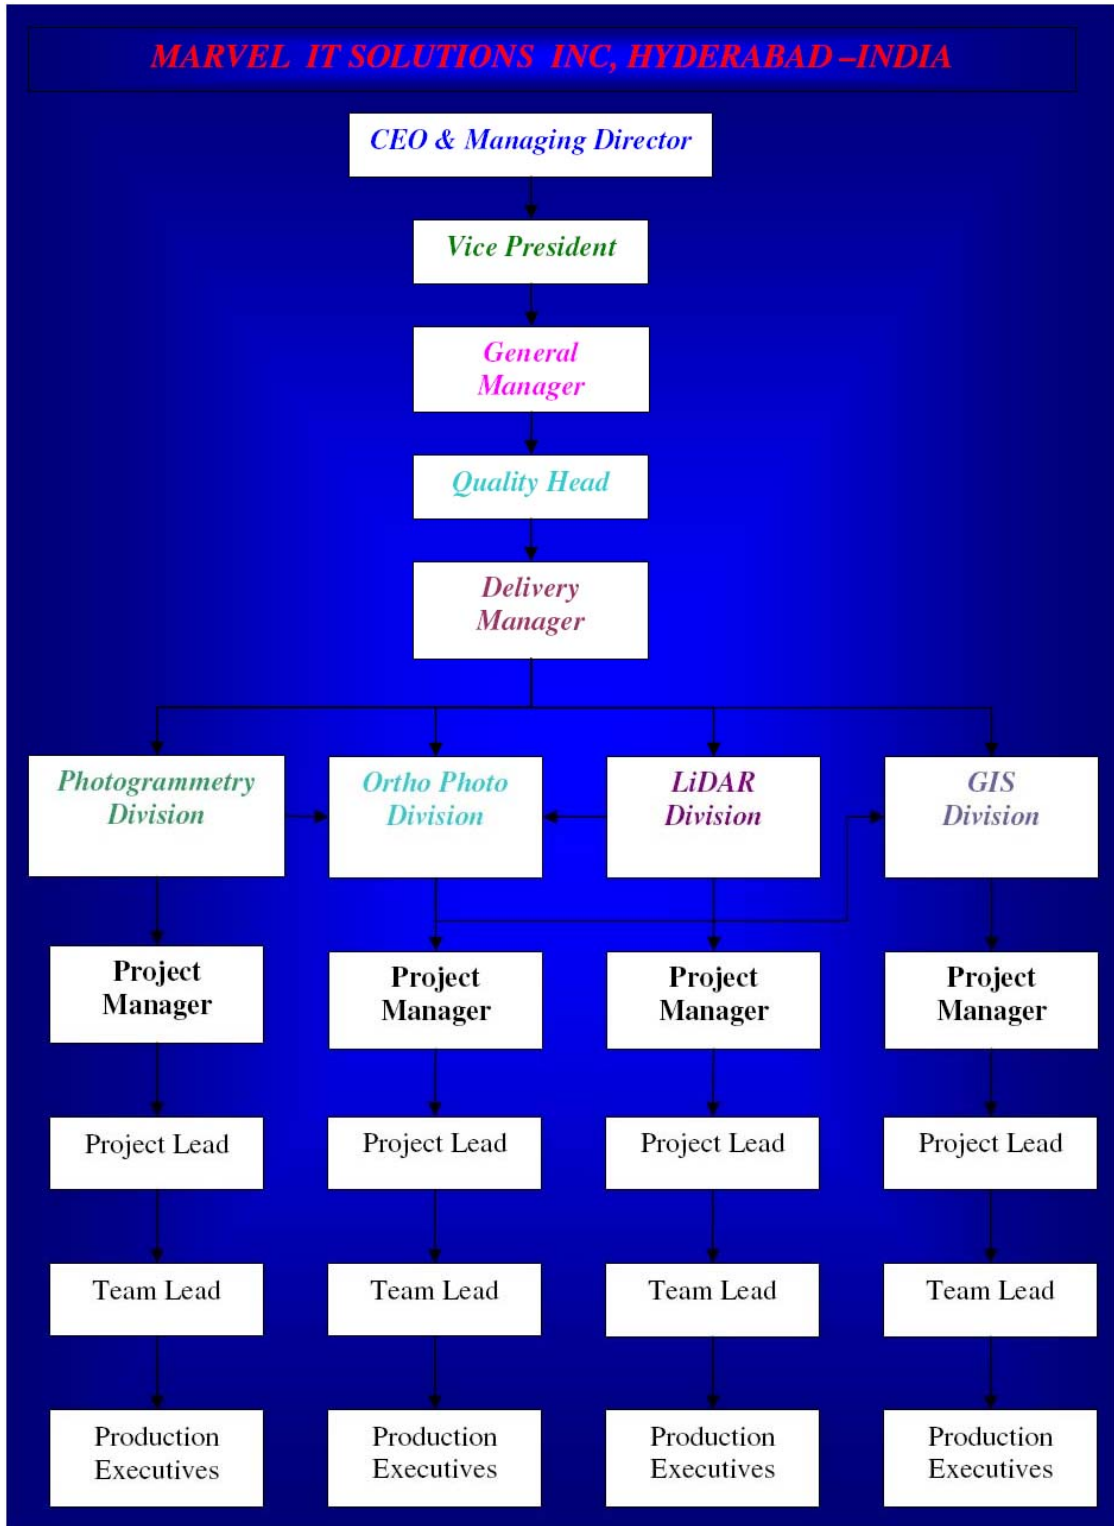 MARVEL IT SOLUTIONS INC, HYDERABAD –INDIA
CEO & Managing Director
Vice President
General
Manager
Quality Head
Delivery
Manager
Photogrammetry
Division
Ortho Photo
Division
LiDAR
Division
GIS
Division
Project
Manager
Project
Manager
Project
Manager
Project
Manager
Project Lead
Project Lead
Project Lead
Project Lead
Team Lead
Team Lead
Team Lead
Team Lead
Production
Executives
Production
Executives
Production
Executives
Production
Executives